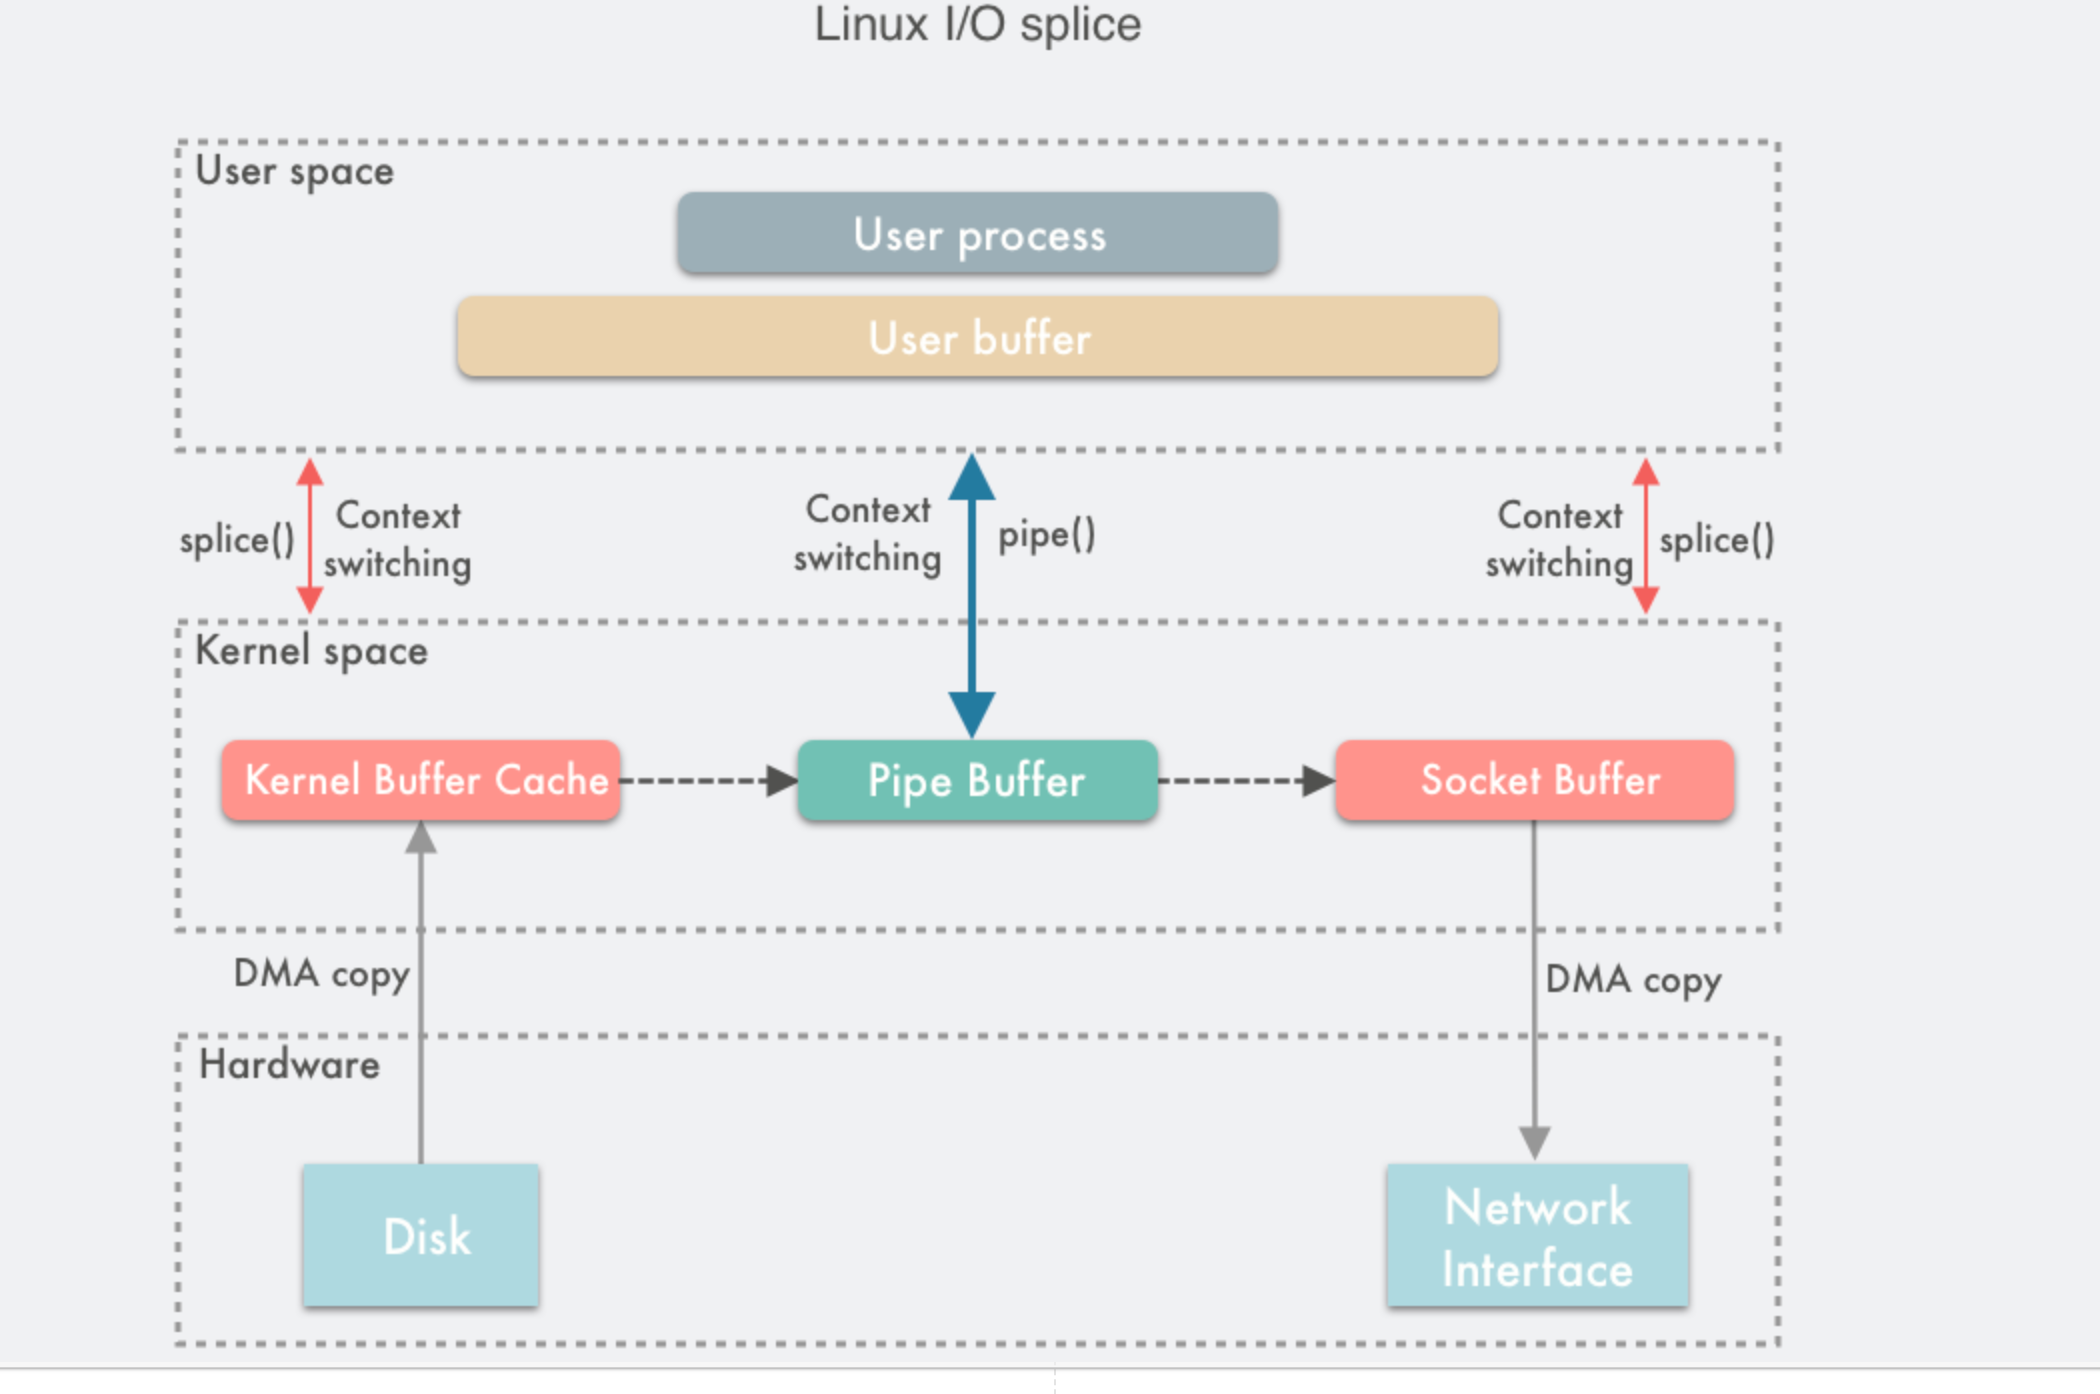 Linux I/O splice
User space
User process
User buffer
splice()
Context
switching
Context
switching
pipe()
Context
switching
splice()
Kernel space
Kernel Buffer Cache
Pipe Buffer
Socket Buffer
DMA copy
DMA copy
Hardware
Disk
Network
Interface